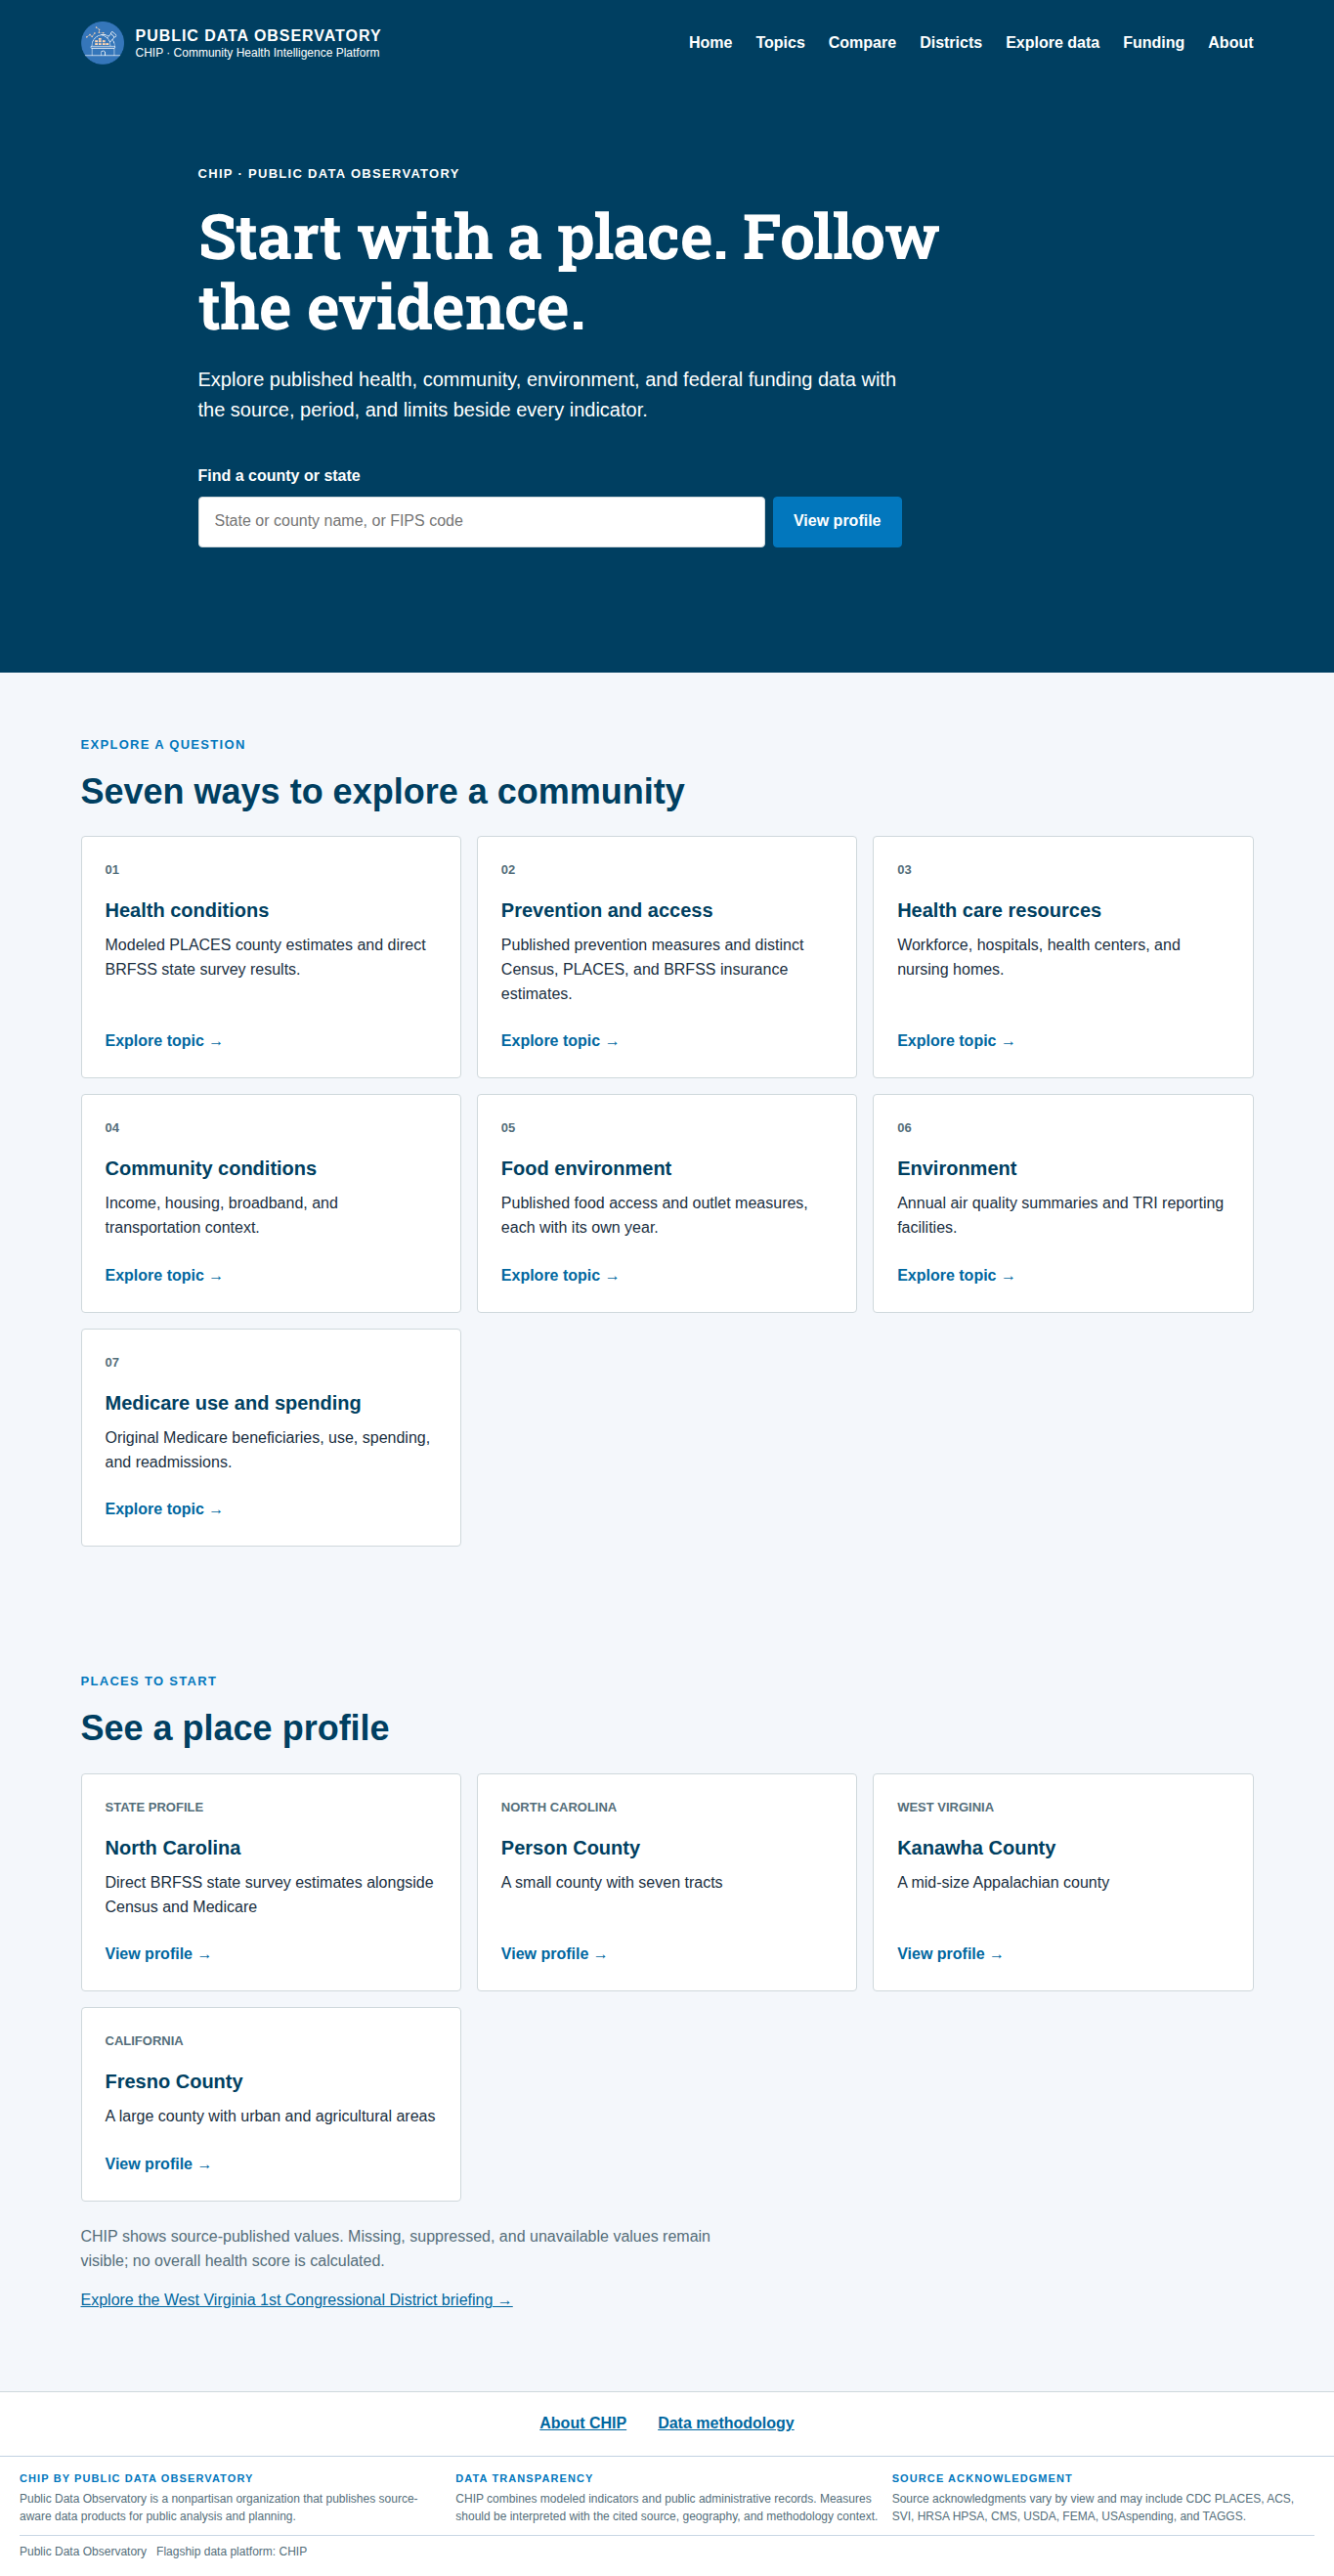 PUBLIC DATA OBSERVATORY
CHIP · Community Health Intelligence Platform
Home Topics Compare Districts Explore data Funding About
CHIP · PUBLIC DATA OBSERVATORY
Start with a place. Follow
the evidence.
Explore published health, community, environment, and federal funding data with
the source, period, and limits beside every indicator.
Find a county or state
State or county name, or FIPS code
View profile
EXPLORE A QUESTION
Seven ways to explore a community
01
Health conditions
Modeled PLACES county estimates and direct
BRFSS state survey results.
Explore topic →
02
Prevention and access
Published prevention measures and distinct
Census, PLACES, and BRFSS insurance
estimates.
Explore topic →
03
Health care resources
Workforce, hospitals, health centers, and
nursing homes.
Explore topic →
04
Community conditions
Income, housing, broadband, and
transportation context.
Explore topic →
05
Food environment
Published food access and outlet measures,
each with its own year.
Explore topic →
06
Environment
Annual air quality summaries and TRI reporting
facilities.
Explore topic →
07
Medicare use and spending
Original Medicare beneficiaries, use, spending,
and readmissions.
Explore topic →
PLACES TO START
See a place profile
STATE PROFILE
North Carolina
Direct BRFSS state survey estimates alongside
Census and Medicare
View profile →
NORTH CAROLINA
Person County
A small county with seven tracts
View profile →
WEST VIRGINIA
Kanawha County
A mid-size Appalachian county
View profile →
CALIFORNIA
Fresno County
A large county with urban and agricultural areas
View profile →
CHIP shows source-published values. Missing, suppressed, and unavailable values remain
visible; no overall health score is calculated.
Explore the West Virginia 1st Congressional District briefing →
About CHIP Data methodology
CHIP BY PUBLIC DATA OBSERVATORY
Public Data Observatory is a nonpartisan organization that publishes source-
aware data products for public analysis and planning.
DATA TRANSPARENCY
CHIP combines modeled indicators and public administrative records. Measures
should be interpreted with the cited source, geography, and methodology context.
SOURCE ACKNOWLEDGMENT
Source acknowledgments vary by view and may include CDC PLACES, ACS,
SVI, HRSA HPSA, CMS, USDA, FEMA, USAspending, and TAGGS.
Public Data Observatory Flagship data platform: CHIP